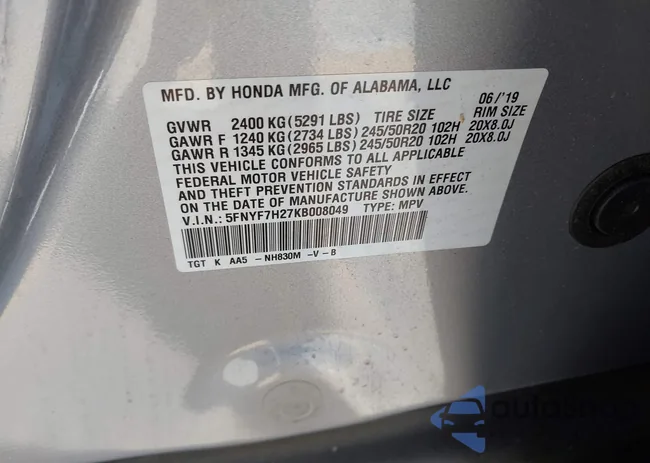 MFD. BY HONDA MFG. OF ALABAMA, LLC 06/'19
GVWR 2400 KG(5291 LBS) TIRE SIZE RIM SIZE
GAWR F 1240 KG(2734 LBS)245/50R20 102H 20X8.0J
GAWR R 1345 KG(2965 LBS)245/50R20 102H 20X8.0J
THIS VEHICLE CONFORMS TO ALL APPLICABLE
FEDERAL MOTOR VEHICLE SAFETY
AND THEFT PREVENTION STANDARDS IN EFFECT
ON THE DATE OF MANUFACTURE SHOWN ABOVE.
V.I.N.: 5FNYF7H27KB008049 TYPE: MPV
TGT K AA5 -NH830M -V-B